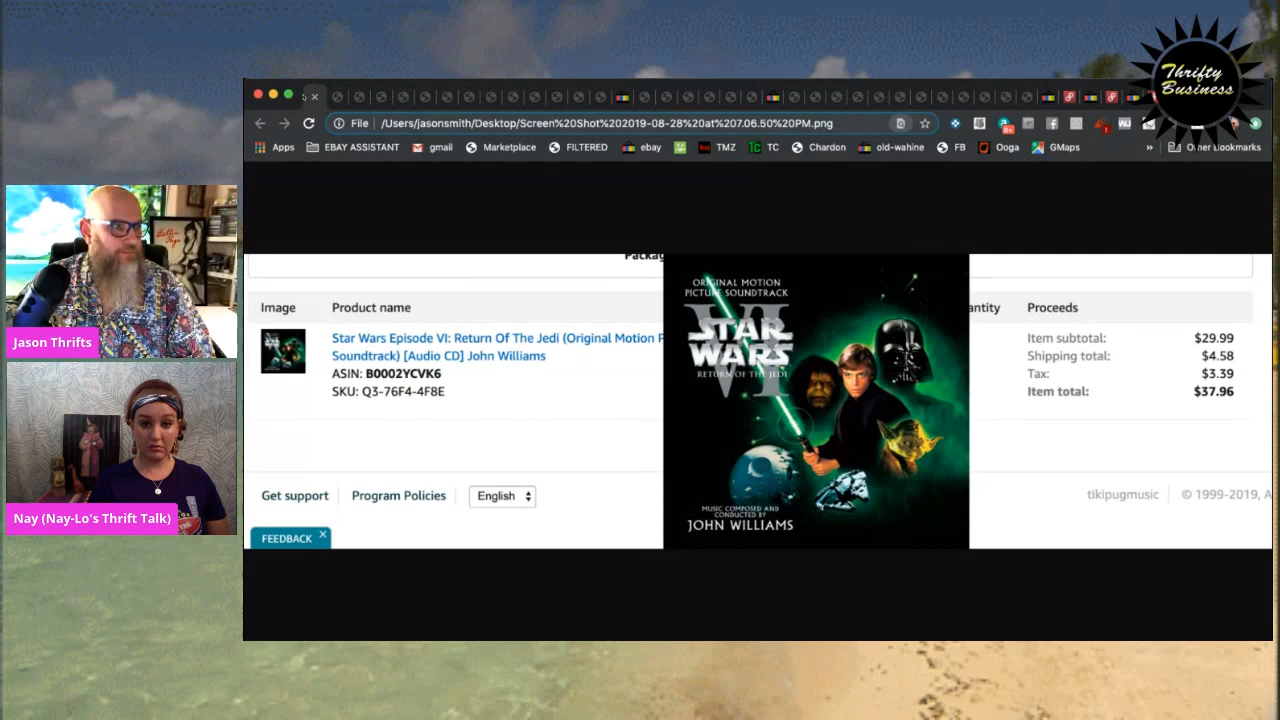 Thrifty
Business
File
/Users/jasonsmith/Desktop/Screen%20Shot%202019-08-28%20at%207.06.50%20PM.png
Apps
EBAY ASSISTANT
gmail
Marketplace
FILTERED
ebay
TMZ
TC
Chardon
old-wahine
FB
Ooga
GMaps
»
Other Bookmarks
Packag
Image
Product name
antity
Proceeds
Star Wars Episode VI: Return Of The Jedi (Original Motion P
Soundtrack) [Audio CD] John Williams
ASIN: B0002YCVK6
SKU: Q3-76F4-4F8E
Item subtotal: $29.99
Shipping total: $4.58
Tax: $3.39
Item total: $37.96
ORIGINAL MOTION
PICTURE SOUNDTRACK
VI
STAR
WARS
RETURN OF THE JEDI
MUSIC COMPOSED AND
CONDUCTED BY
JOHN WILLIAMS
Get support
Program Policies
English
tikipugmusic
© 1999-2019, A
FEEDBACK
Jason Thrifts
Nay (Nay-Lo's Thrift Talk)